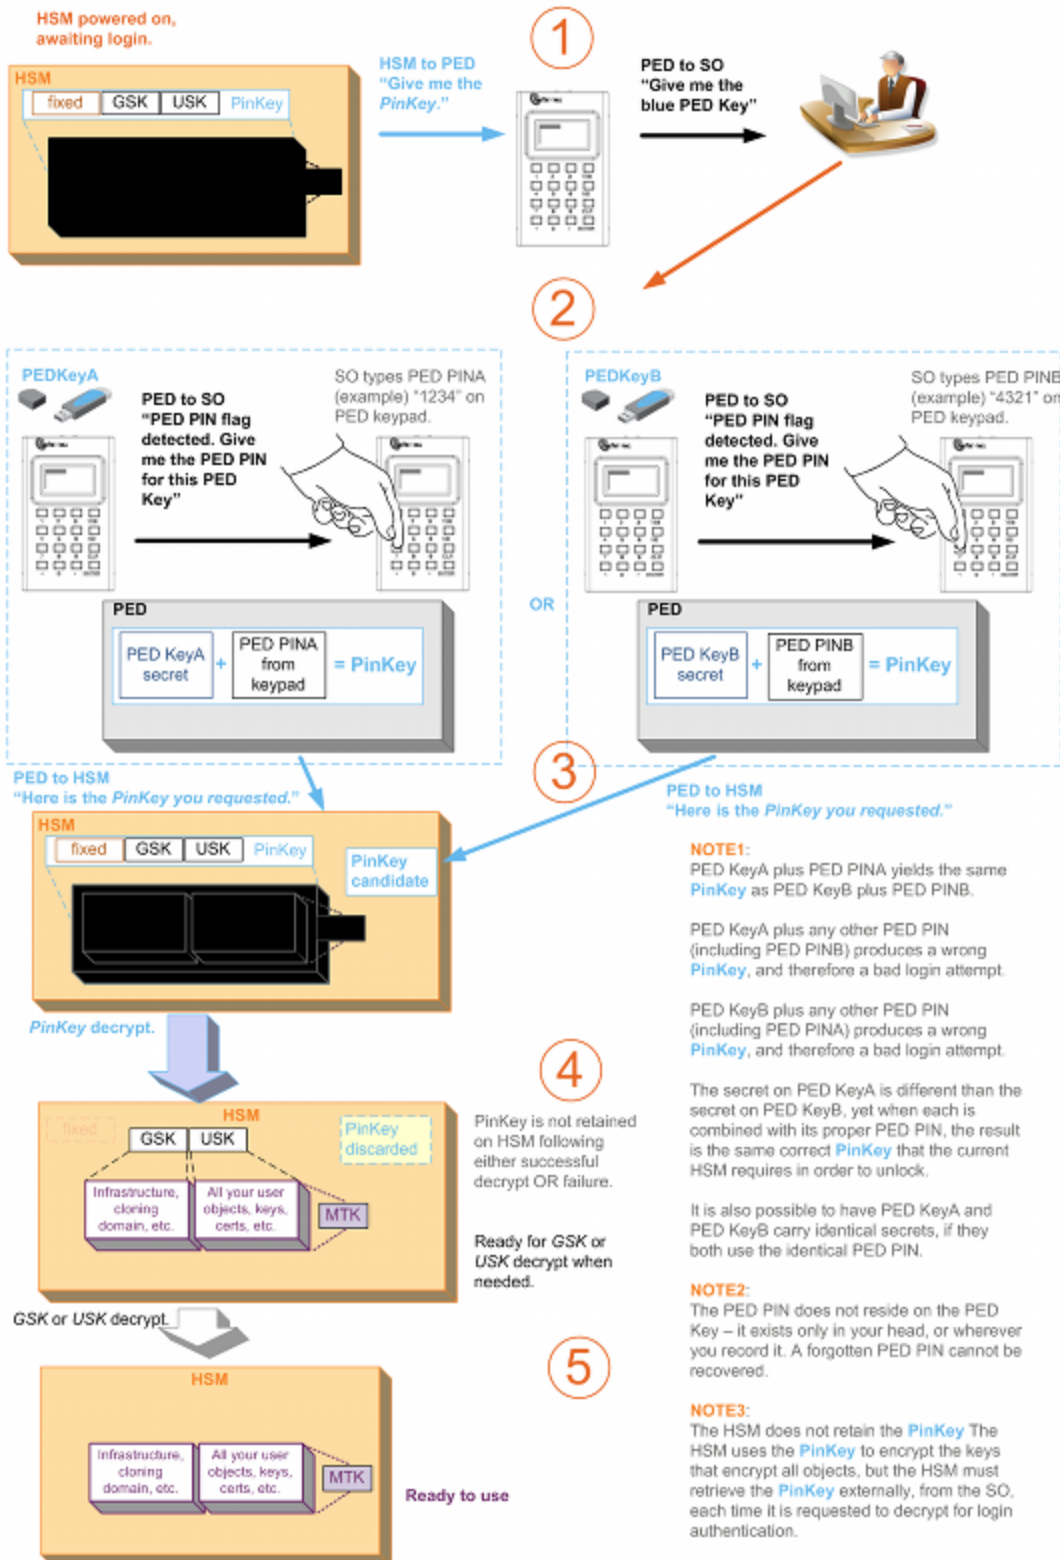 HSM powered on,
awaiting login.
1
HSM
fixed GSK USK PinKey
HSM to PED
"Give me the
PinKey."
PED to SO
"Give me the
blue PED Key"
2
PEDKeyA
PED to SO
"PED PIN flag
detected. Give
me the PED PIN
for this PED
Key"
SO types PED PINA
(example) "1234" on
PED keypad.
PED
PED KeyA
secret
+
PED PINA
from
keypad
= PinKey
OR
PEDKeyB
PED to SO
"PED PIN flag
detected. Give
me the PED PIN
for this PED
Key"
SO types PED PINB
(example) "4321" on
PED keypad.
PED
PED KeyB
secret
+
PED PINB
from
keypad
= PinKey
3
PED to HSM
"Here is the PinKey you requested."
PED to HSM
"Here is the PinKey you requested."
HSM
fixed GSK USK PinKey
PinKey
candidate
PinKey decrypt.
4
HSM
fixed
GSK USK
PinKey
discarded
Infrastructure,
cloning
domain, etc.
All your user
objects, keys,
certs, etc.
MTK
PinKey is not retained
on HSM following
either successful
decrypt OR failure.
Ready for GSK or
USK decrypt when
needed.
GSK or USK decrypt.
5
HSM
Infrastructure,
cloning
domain, etc.
All your user
objects, keys,
certs, etc.
MTK
Ready to use
NOTE1:
PED KeyA plus PED PINA yields the same
PinKey as PED KeyB plus PED PINB.
PED KeyA plus any other PED PIN
(including PED PINB) produces a wrong
PinKey, and therefore a bad login attempt.
PED KeyB plus any other PED PIN
(including PED PINA) produces a wrong
PinKey, and therefore a bad login attempt.
The secret on PED KeyA is different than the
secret on PED KeyB, yet when each is
combined with its proper PED PIN, the result
is the same correct PinKey that the current
HSM requires in order to unlock.
It is also possible to have PED KeyA and
PED KeyB carry identical secrets, if they
both use the identical PED PIN.
NOTE2:
The PED PIN does not reside on the PED
Key – it exists only in your head, or wherever
you record it. A forgotten PED PIN cannot be
recovered.
NOTE3:
The HSM does not retain the PinKey The
HSM uses the PinKey to encrypt the keys
that encrypt all objects, but the HSM must
retrieve the PinKey externally, from the SO,
each time it is requested to decrypt for login
authentication.